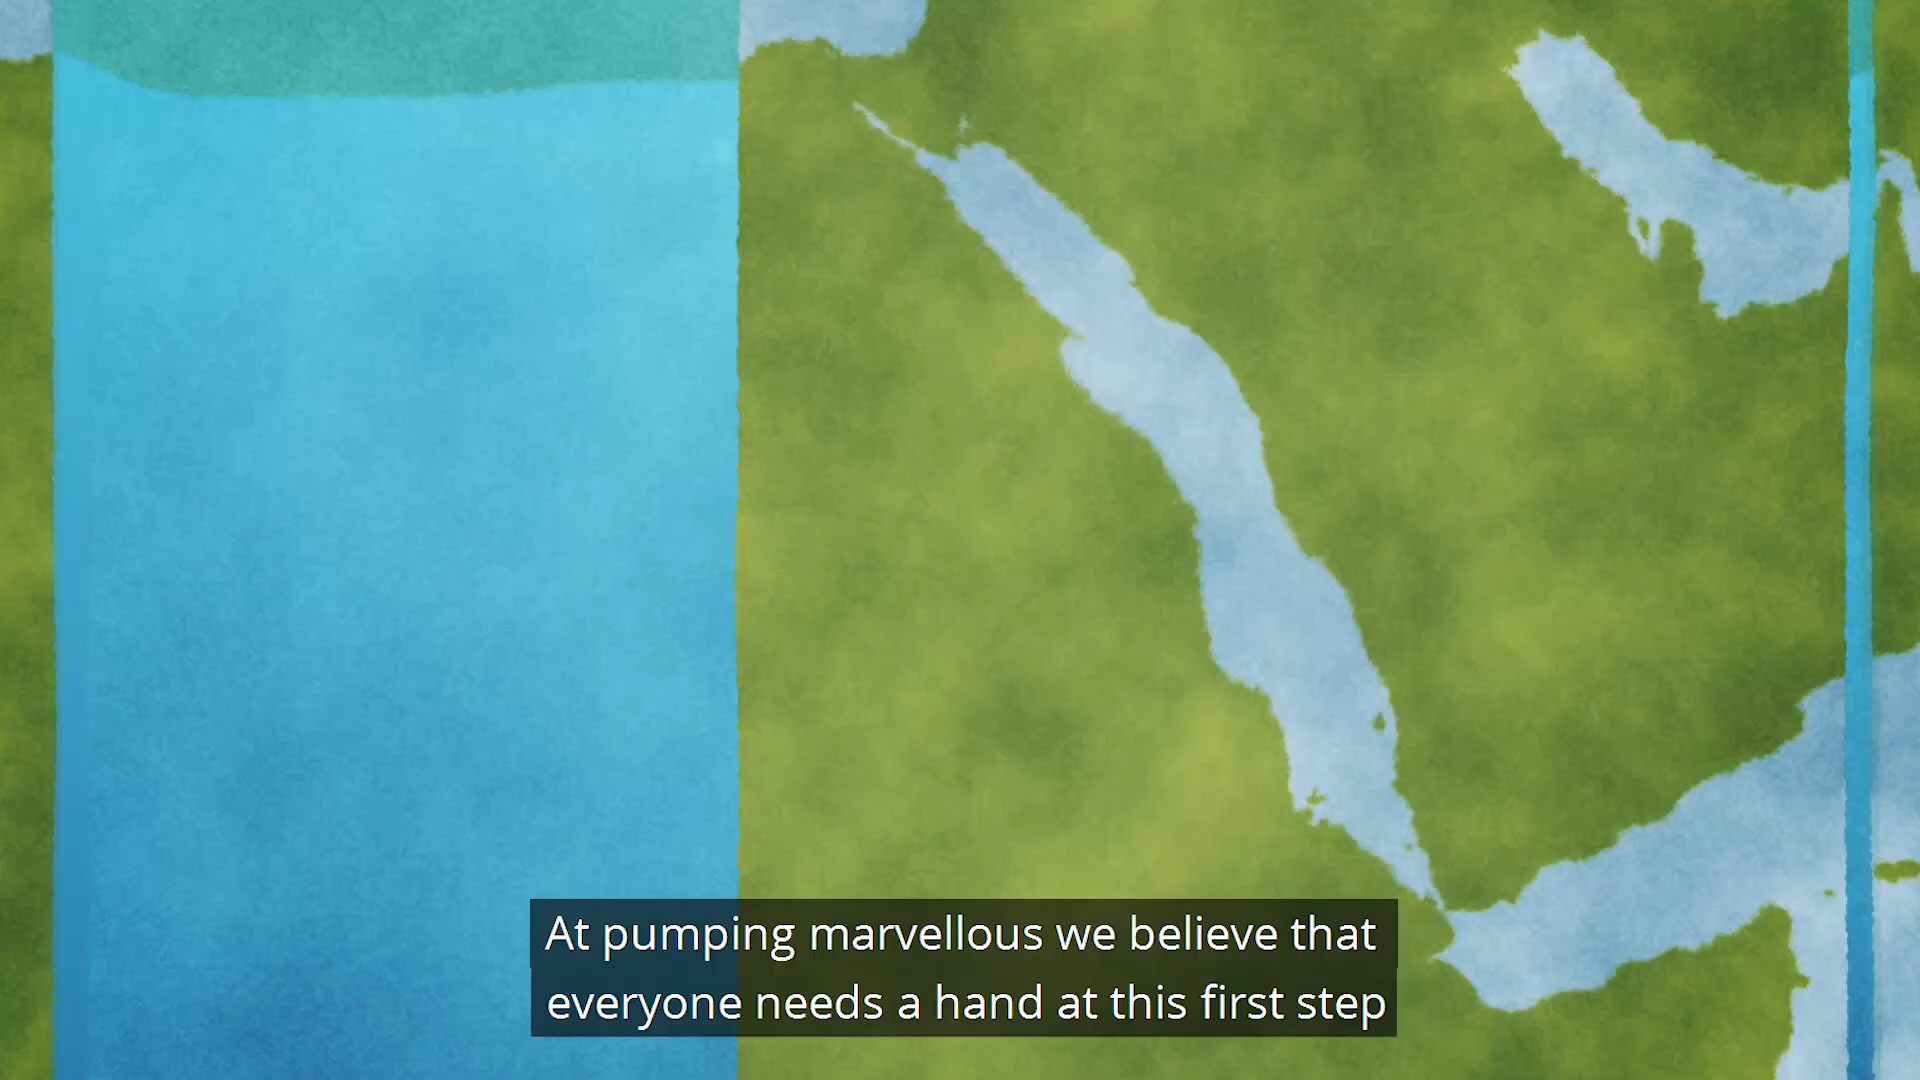 At pumping marvellous we believe that
everyone needs a hand at this first step